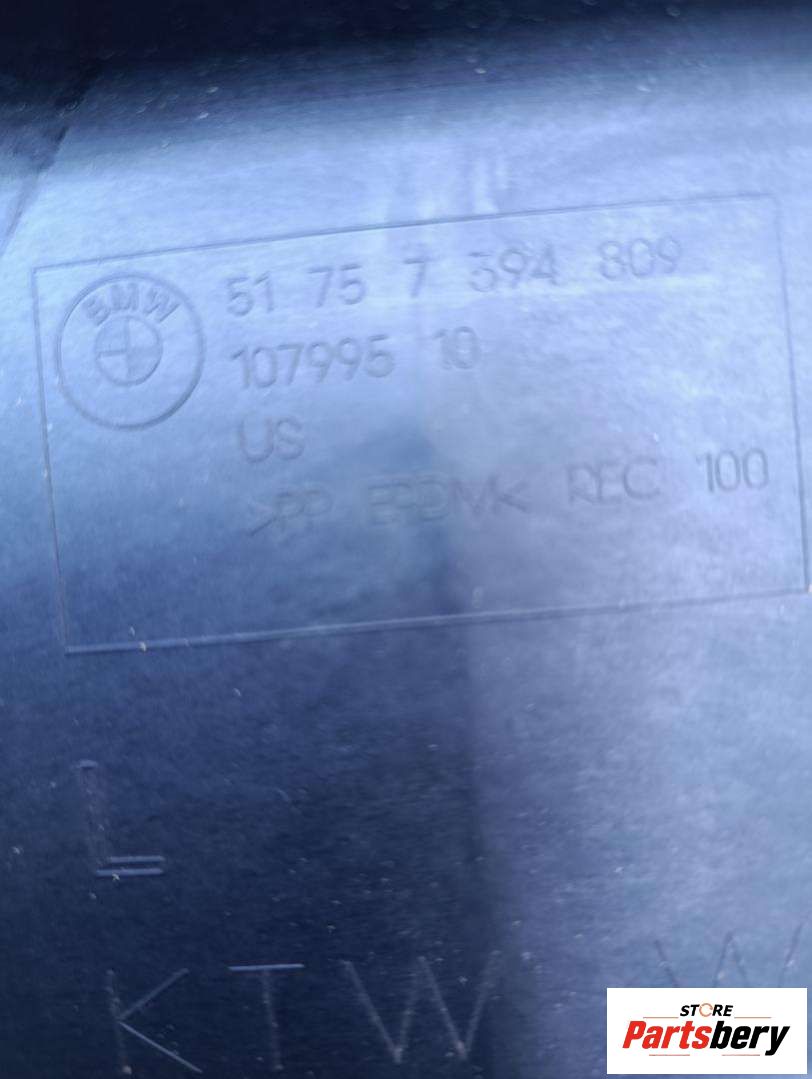 BMW
51 75 7 394 809
107995 10
US
>PP EPDM< REC 100
L
KTW W
STORE
Partsbery